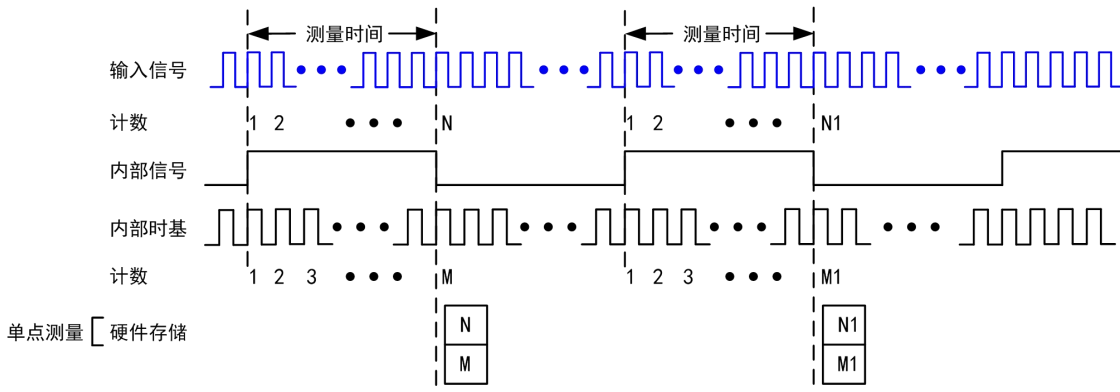 测量时间 测量时间
输入信号
计数 1 2 N 1 2 N1
内部信号
内部时基
计数 1 2 3 M 1 2 3 M1
单点测量 硬件存储 N N1
M M1